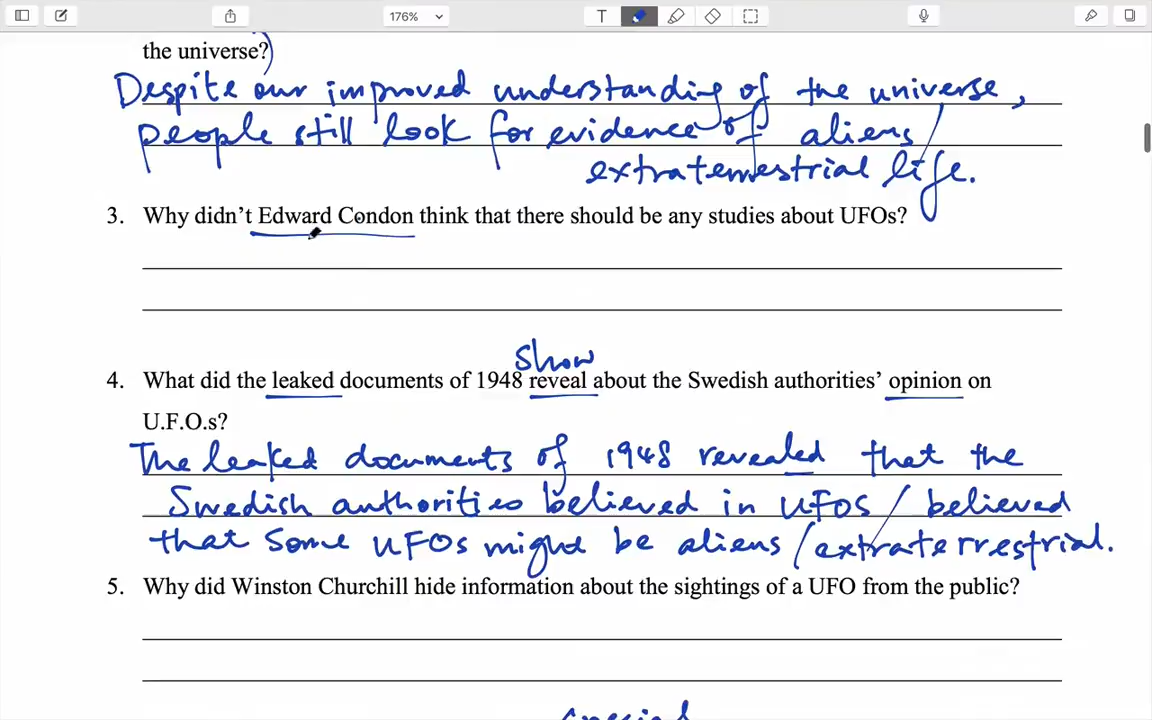 176%
T
the universe?)
Despite our improved understanding of the universe,
people still look for evidence of aliens/
extraterrestrial life.
3. Why didn't Edward Condon think that there should be any studies about UFOs?
show
4. What did the leaked documents of 1948 reveal about the Swedish authorities' opinion on
U.F.O.s?
The leaked documents of 1948 revealed that the
Swedish authorities believed in UFOs / believed
that some UFOs might be aliens /extraterrestrial.
5. Why did Winston Churchill hide information about the sightings of a UFO from the public?